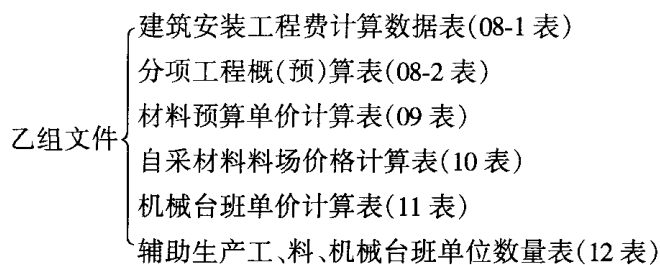 乙组文件
建筑安装工程费计算数据表(08-1表)
分项工程概(预)算表(08-2表)
材料预算单价计算表(09表)
自采材料料场价格计算表(10表)
机械台班单价计算表(11表)
辅助生产工、料、机械台班单位数量表(12表)